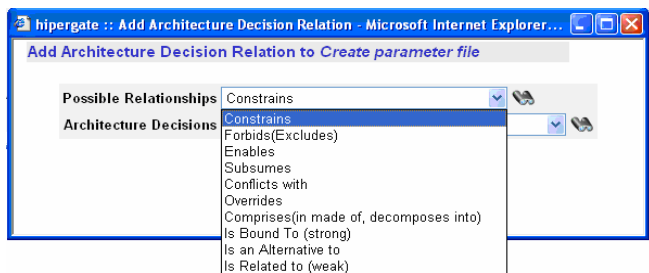 hipergate :: Add Architecture Decision Relation - Microsoft Internet Explorer...
Add Architecture Decision Relation to Create parameter file
Possible Relationships Constrains
Architecture Decisions
Constrains
Forbids(Excludes)
Enables
Subsumes
Conflicts with
Overrides
Comprises(in made of, decomposes into)
Is Bound To (strong)
Is an Alternative to
Is Related to (weak)